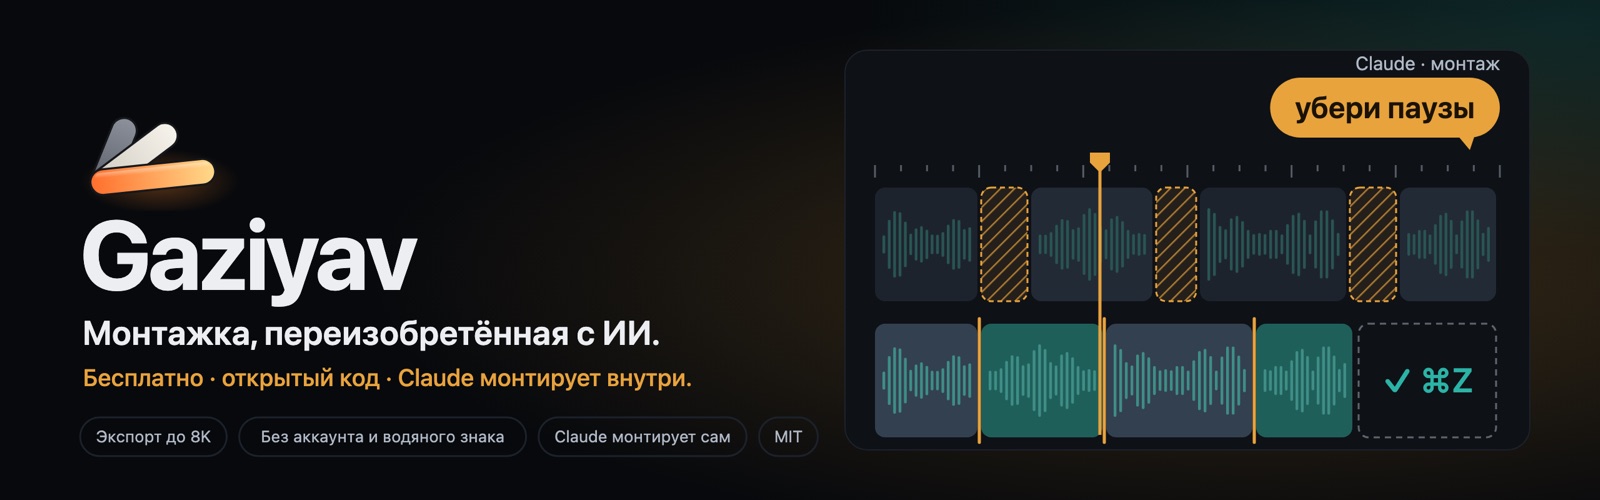 Gaziyav
Монтажка, переизобретённая с ИИ.
Бесплатно · открытый код · Claude монтирует внутри.
Экспорт до 8K
Без аккаунта и водяного знака
Claude монтирует сам
MIT
Claude · монтаж
убери паузы
✓ ⌘Z